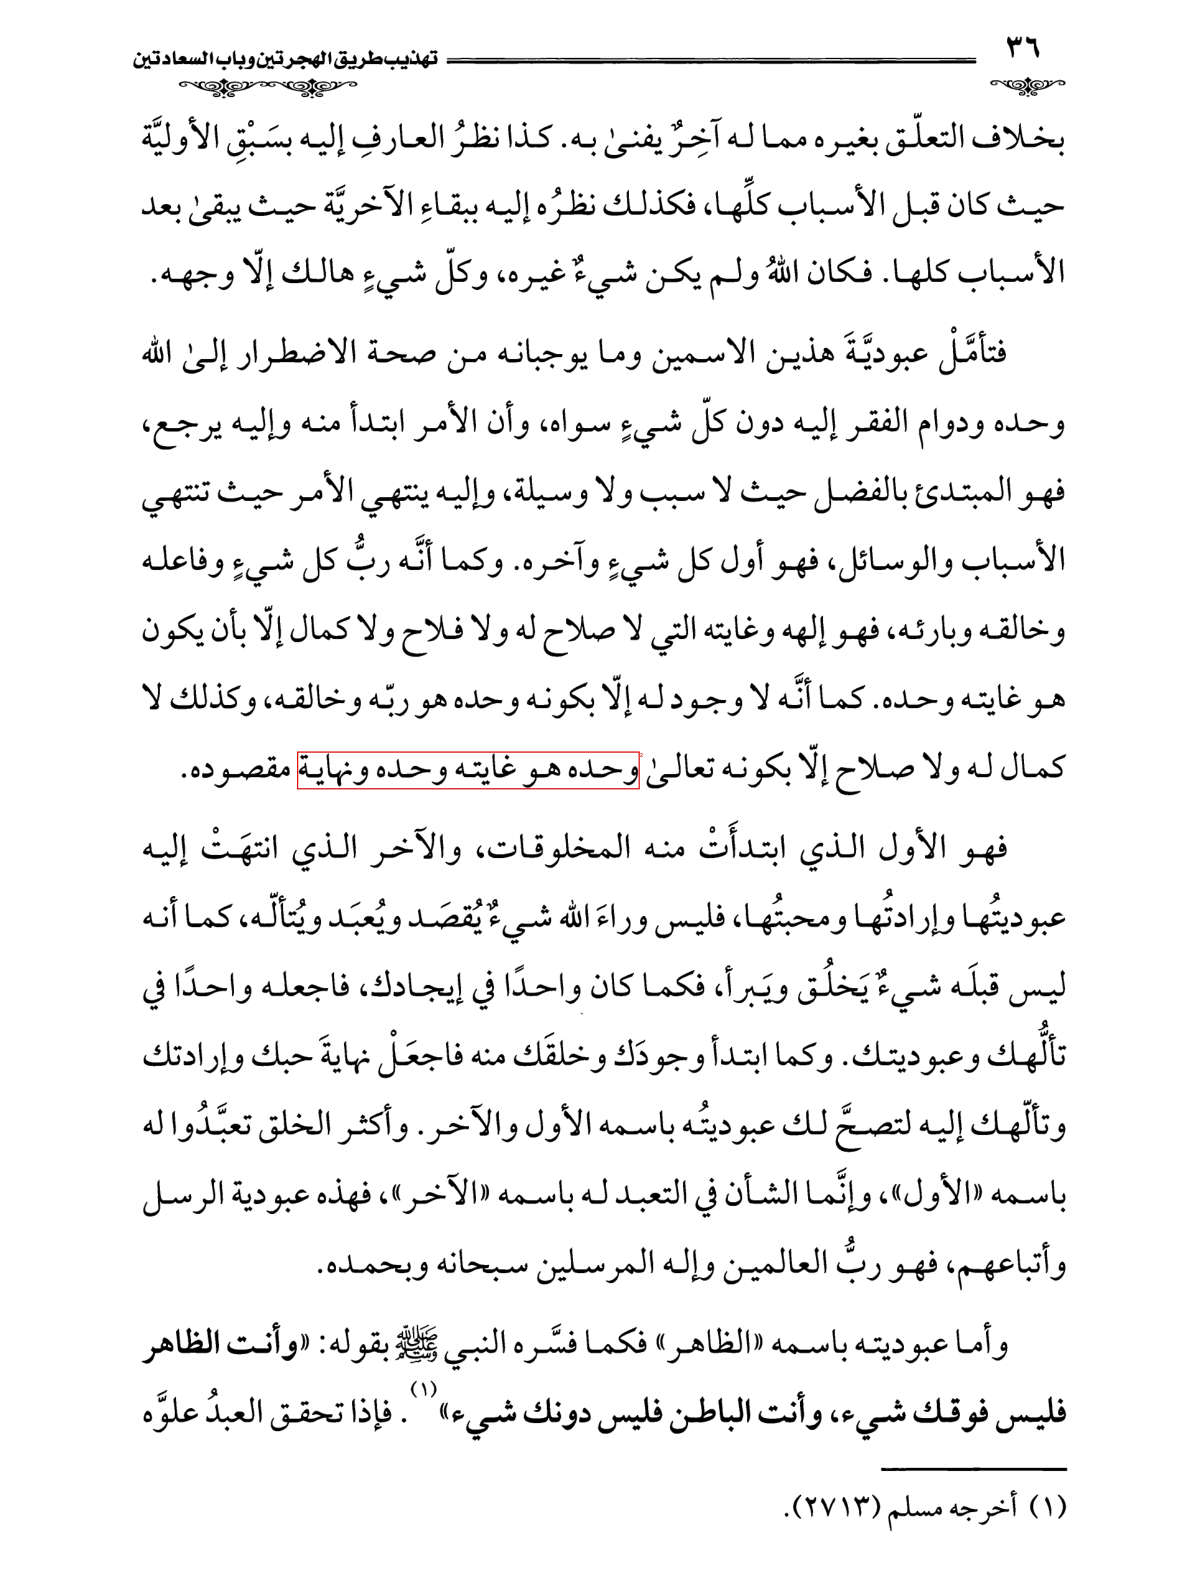 ٣٦
تهذيب طريق الهجرتين وباب السعادتين
بخلاف التعلّق بغيره مما له آخِرٌ يفنىٰ به. كذا نظرُ العارفِ إليه بسَبْقِ الأوليَّة
حيث كان قبل الأسباب كلِّها، فكذلك نظرُه إليه ببقاءِ الآخريَّة حيث يبقىٰ بعد
الأسباب كلها. فكان اللهُ ولم يكن شيءٌ غيره، وكلّ شيءٍ هالك إلّا وجهه.
فتأمَّلْ عبوديَّةَ هذين الاسمين وما يوجبانه من صحة الاضطرار إلىٰ الله
وحده ودوام الفقر إليه دون كلّ شيءٍ سواه، وأن الأمر ابتدأ منه وإليه يرجع،
فهو المبتدئ بالفضل حيث لا سبب ولا وسيلة، وإليه ينتهي الأمر حيث تنتهي
الأسباب والوسائل، فهو أول كل شيءٍ وآخره. وكما أنَّه ربُّ كل شيءٍ وفاعله
وخالقه وبارئه، فهو إلهه وغايته التي لا صلاح له ولا فلاح ولا كمال إلّا بأن يكون
هو غايته وحده. كما أنَّه لا وجود له إلّا بكونه وحده هو ربّه وخالقه، وكذلك لا
كمال له ولا صلاح إلّا بكونه تعالىٰ وحده هو غايته وحده ونهاية مقصوده.
فهو الأول الذي ابتدأَتْ منه المخلوقات، والآخر الذي انتهَتْ إليه
عبوديتُها وإرادتُها ومحبتُها، فليس وراءَ الله شيءٌ يُقصَد ويُعبَد ويُتألّه، كما أنه
ليس قبلَه شيءٌ يَخلُق ويَبرأ، فكما كان واحدًا في إيجادك، فاجعله واحدًا في
تألُّهك وعبوديتك. وكما ابتدأ وجودَك وخلقَك منه فاجعَلْ نهايةَ حبك وإرادتك
وتألّهك إليه لتصحَّ لك عبوديتُه باسمه الأول والآخر. وأكثر الخلق تعبَّدُوا له
باسمه «الأول»، وإنَّما الشأن في التعبد له باسمه «الآخر»، فهذه عبودية الرسل
وأتباعهم، فهو ربُّ العالمين وإله المرسلين سبحانه وبحمده.
وأما عبوديته باسمه «الظاهر» فكما فسَّره النبي ﷺ بقوله: «وأنت الظاهر
فليس فوقك شيء، وأنت الباطن فليس دونك شيء»(١). فإذا تحقق العبدُ علوَّه
(١) أخرجه مسلم (٢٧١٣).